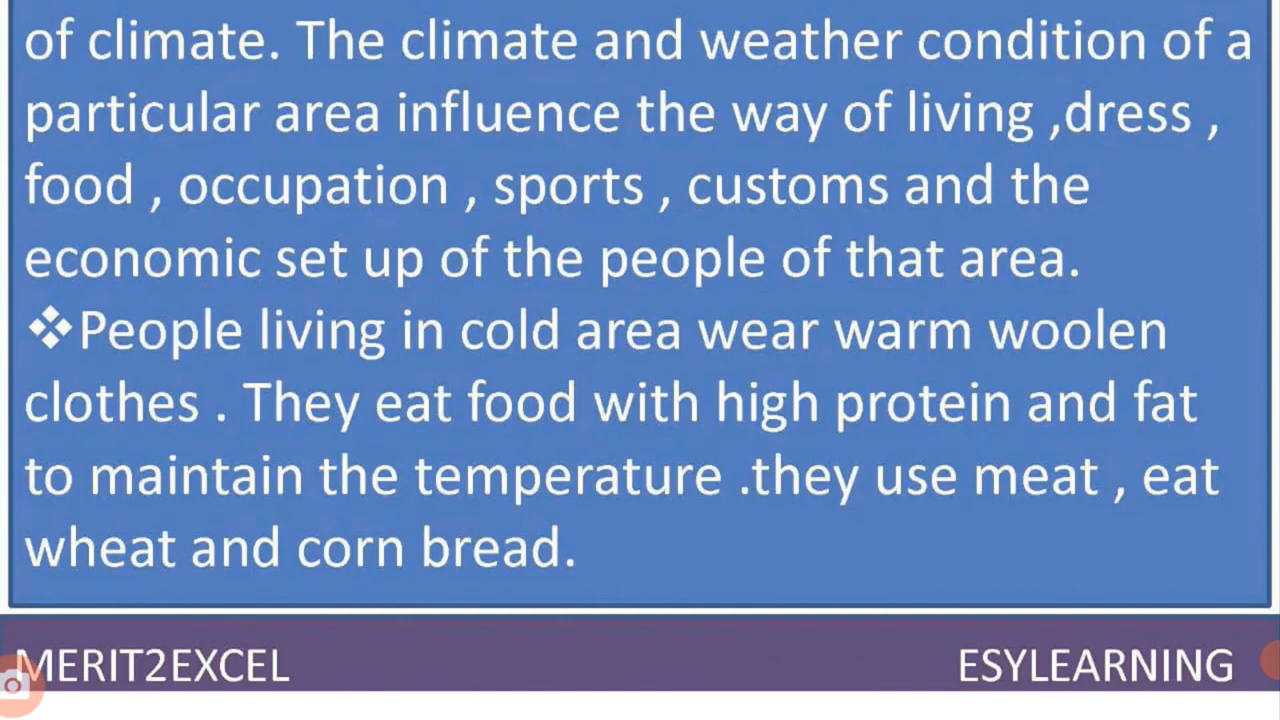 of climate. The climate and weather condition of a
particular area influence the way of living ,dress ,
food , occupation , sports , customs and the
economic set up of the people of that area.
❖People living in cold area wear warm woolen
clothes . They eat food with high protein and fat
to maintain the temperature .they use meat , eat
wheat and corn bread.
MERIT2EXCEL
ESYLEARNING